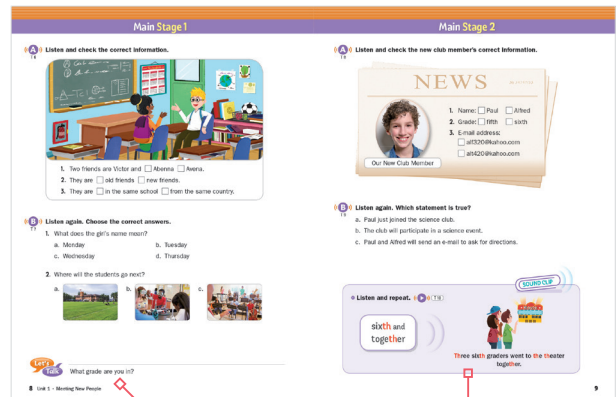 Main Stage 1
A Listen and check the correct information.
1. Two friends are Victor and Abenna Awena.
2. They are old friends new friends.
3. They are in the same school from the same country.
B Listen again. Choose the correct answers.
1. What does the girl's name mean?
a. Monday b. Tuesday
c. Wednesday d. Thursday
2. Where will the students go next?
a. b. c.
Let's Talk What grade are you in?
8 Unit 1 - Meeting New People
Main Stage 2
A Listen and check the new club member's correct information.
NEWS
1. Name: Paul Alfred
2. Grade: fifth sixth
3. E-mail address:
alf320@kahoo.com
alt420@kahoo.com
Our New Club Member
B Listen again. Which statement is true?
a. Paul just joined the science club.
b. The club will participate in a science event.
c. Paul and Alfred will send an e-mail to ask for directions.
SOUND CLIP
Listen and repeat.
sixth and
together
Three sixth graders went to the theater
together.
9